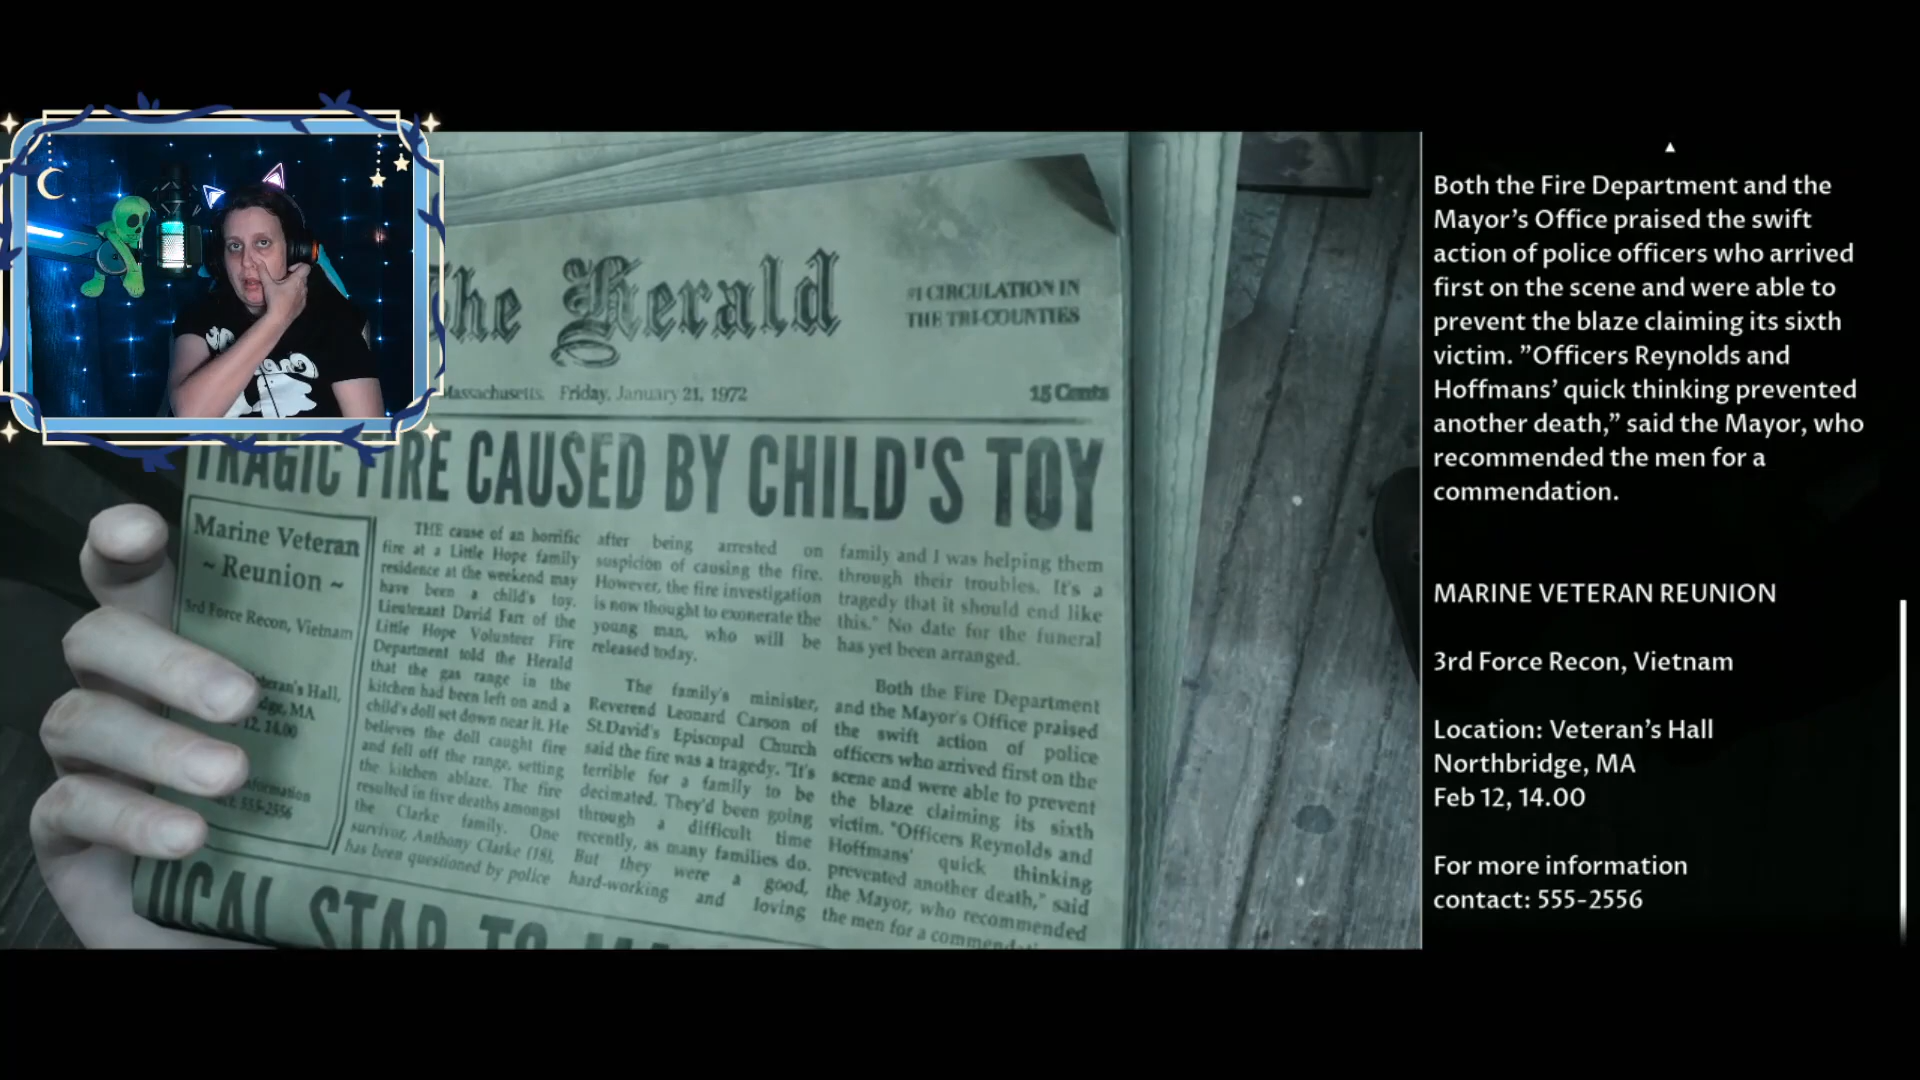 The Herald
#1 CIRCULATION IN
THE TRI-COUNTIES
Massachusetts, Friday, January 21, 1972
15 Cents
TRAGIC FIRE CAUSED BY CHILD'S TOY
Marine Veteran
~ Reunion ~
3rd Force Recon, Vietnam
Hall,
MA
12, 14.00
555-2556
THE cause of an horrific
fire at a Little Hope family
residence at the weekend may
have been a child's toy.
Lieutenant David Farr of the
Little Hope Volunteer Fire
Department told the Herald
that the gas range in the
kitchen had been left on and a
child's doll set down near it. He
believes the doll caught fire
and fell off the range, setting
the kitchen ablaze. The fire
resulted in five deaths amongst
the Clarke family. One
survivor, Anthony Clarke (18),
has been questioned by police
after being arrested on
suspicion of causing the fire.
However, the fire investigation
is now thought to exonerate the
young man, who will be
released today.
The family's minister,
Reverend Leonard Carson of
St.David's Episcopal Church
said the fire was a tragedy. "It's
terrible for a family to be
decimated. They'd been going
through a difficult time
recently, as many families do.
But they were a good,
hard-working and loving
family and I was helping them
through their troubles. It's a
tragedy that it should end like
this." No date for the funeral
has yet been arranged.
Both the Fire Department
and the Mayor's Office praised
the swift action of police
officers who arrived first on the
scene and were able to prevent
the blaze claiming its sixth
victim. "Officers Reynolds and
Hoffmans' quick thinking
prevented another death," said
the Mayor, who recommended
the men for a
STAR TO
▲
Both the Fire Department and the
Mayor’s Office praised the swift
action of police officers who arrived
first on the scene and were able to
prevent the blaze claiming its sixth
victim. ”Officers Reynolds and
Hoffmans’ quick thinking prevented
another death,” said the Mayor, who
recommended the men for a
commendation.
MARINE VETERAN REUNION
3rd Force Recon, Vietnam
Location: Veteran’s Hall
Northbridge, MA
Feb 12, 14.00
For more information
contact: 555-2556